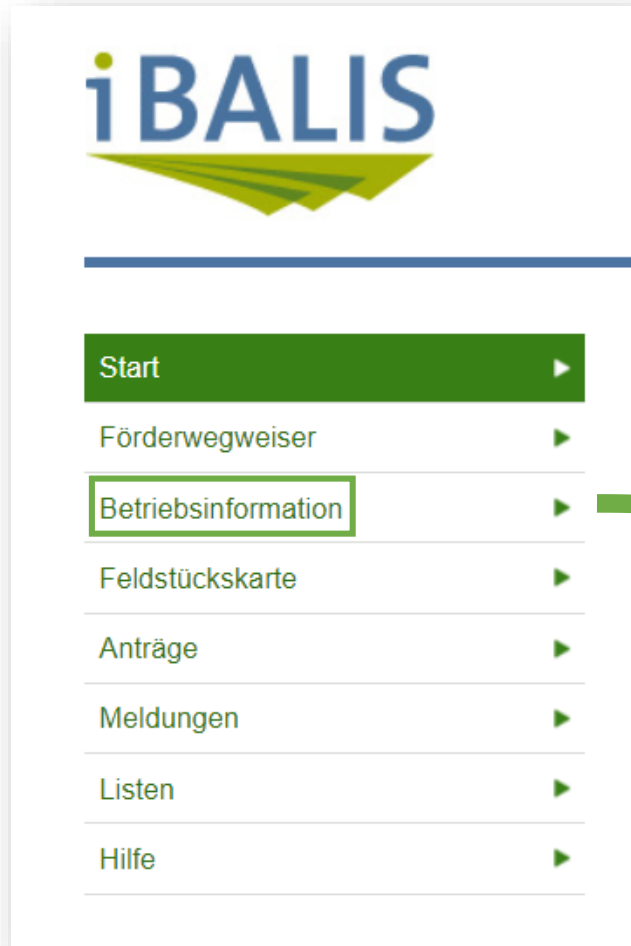 iBALIS
Start
Förderwegweiser
Betriebsinformation
Feldstückskarte
Anträge
Meldungen
Listen
Hilfe